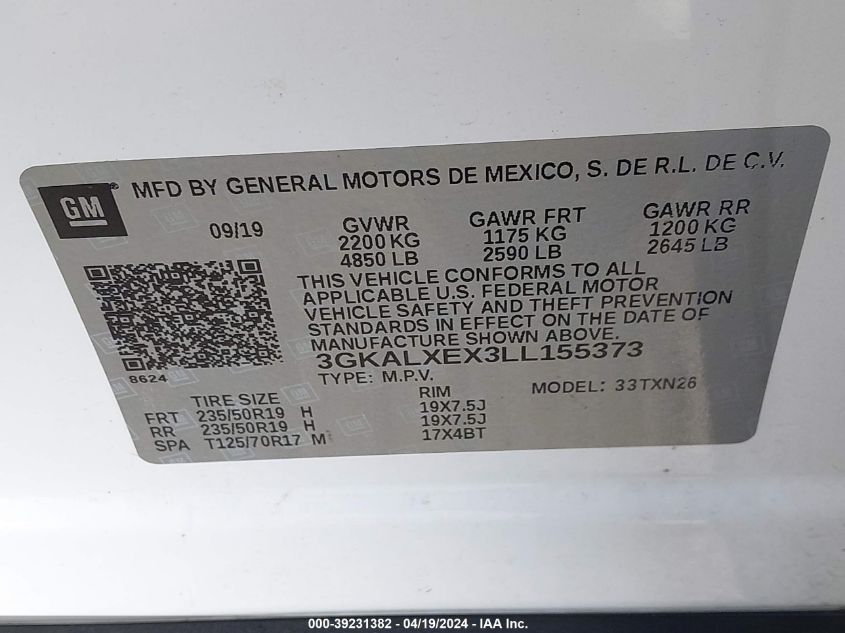 GM
MFD BY GENERAL MOTORS DE MEXICO, S. DE R.L. DE C.V.
09/19 GVWR GAWR FRT GAWR RR
2200 KG 1175 KG 1200 KG
4850 LB 2590 LB 2645 LB
THIS VEHICLE CONFORMS TO ALL
APPLICABLE U.S. FEDERAL MOTOR
VEHICLE SAFETY AND THEFT PREVENTION
STANDARDS IN EFFECT ON THE DATE OF
MANUFACTURE SHOWN ABOVE.
3GKALXEX3LL155373
8624
TYPE: M.P.V. MODEL: 33TXN26
TIRE SIZE RIM
FRT 235/50R19 H 19X7.5J
RR 235/50R19 H 19X7.5J
SPA T125/70R17 M 17X4BT
000-39231382 - 04/19/2024 - IAA Inc.